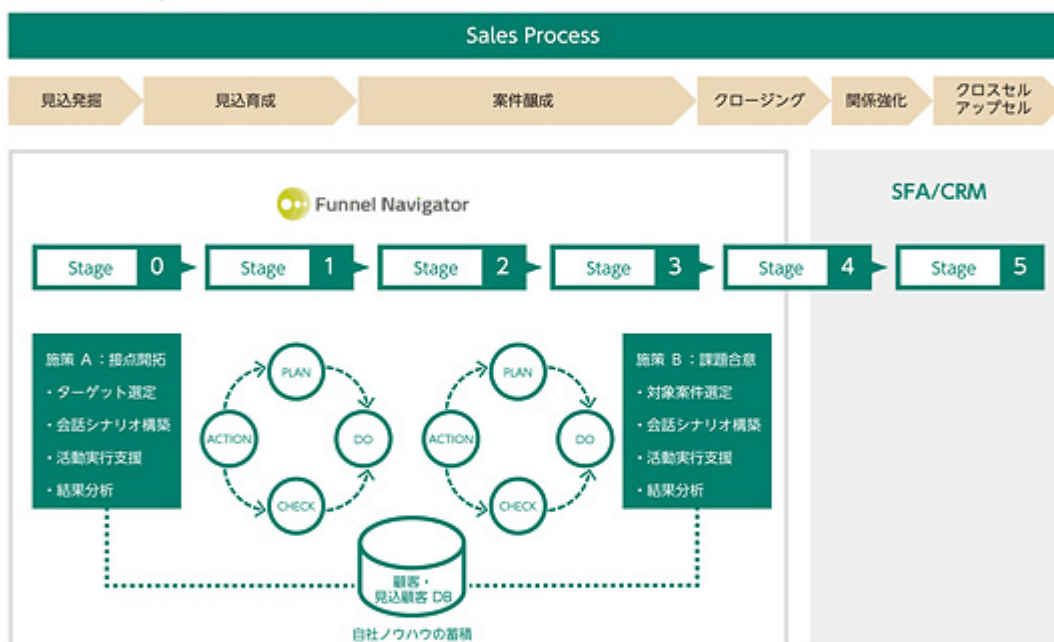 Sales Process
見込発掘
見込育成
案件醸成
クロージング
関係強化
クロスセル
アップセル
Funnel Navigator
SFA/CRM
Stage 0
Stage 1
Stage 2
Stage 3
Stage 4
Stage 5
施策 A：接点開拓
・ターゲット選定
・会話シナリオ構築
・活動実行支援
・結果分析
PLAN
ACTION
DO
CHECK
PLAN
ACTION
DO
CHECK
施策 B：課題合意
・対象案件選定
・会話シナリオ構築
・活動実行支援
・結果分析
顧客・
見込顧客 DB
自社ノウハウの蓄積